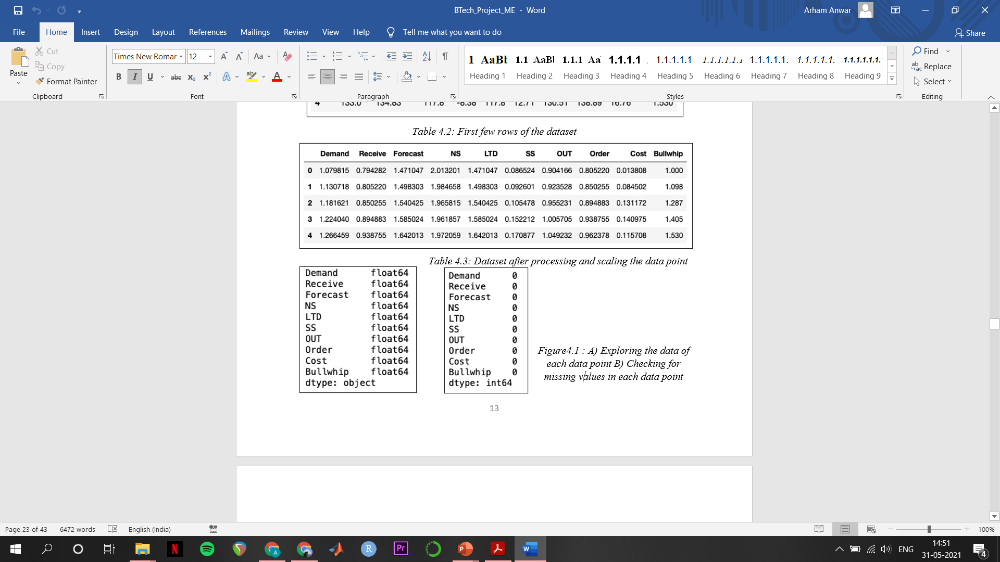 BTech_Project_ME - Word
Arham Anwar
File Home Insert Design Layout References Mailings Review View Help Tell me what you want to do
Share
Paste
Cut
Copy
Format Painter
Clipboard
Times New Romar 12
Font
Paragraph
1 AaBl 1.1 AaBl 1.1.1 Aa 1.1.1.1 1.1.1.1.1 1.1.1.1.1.1 1.1.1.1.1. 1.1.1.1.1. 1.1.1.1.1.1.
Heading 1 Heading 2 Heading 3 Heading 4 Heading 5 Heading 6 Heading 7 Heading 8 Heading 9
Styles
Find
Replace
Select
Editing
4 133.0 134.83 117.8 -8.38 117.8 12.71 130.51 138.89 16.76 1.530
Table 4.2: First few rows of the dataset
Demand Receive Forecast NS LTD SS OUT Order Cost Bullwhip
0 1.079815 0.794282 1.471047 2.013201 1.471047 0.086524 0.904166 0.805220 0.013808 1.000
1 1.130718 0.805220 1.498303 1.984658 1.498303 0.092601 0.923528 0.850255 0.084502 1.098
2 1.181621 0.850255 1.540425 1.965815 1.540425 0.105478 0.955231 0.894883 0.131172 1.287
3 1.224040 0.894883 1.585024 1.961857 1.585024 0.152212 1.005705 0.938755 0.140975 1.405
4 1.266459 0.938755 1.642013 1.972059 1.642013 0.170877 1.049232 0.962378 0.115708 1.530
Table 4.3: Dataset after processing and scaling the data point
Demand float64
Receive float64
Forecast float64
NS float64
LTD float64
SS float64
OUT float64
Order float64
Cost float64
Bullwhip float64
dtype: object
Demand 0
Receive 0
Forecast 0
NS 0
LTD 0
SS 0
OUT 0
Order 0
Cost 0
Bullwhip 0
dtype: int64
Figure4.1 : A) Exploring the data of
each data point B) Checking for
missing values in each data point
13
Page 23 of 43 6472 words English (India)
100%
ENG
14:51
31-05-2021
4